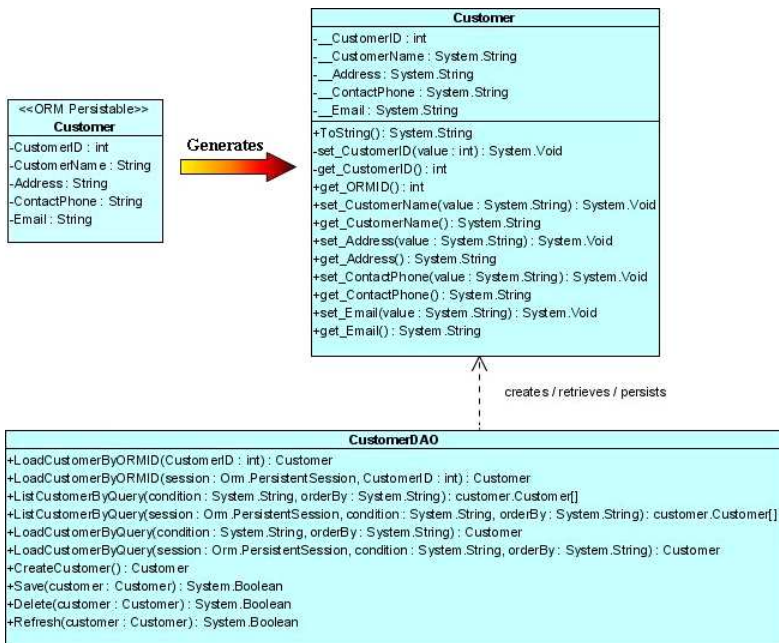 <<ORM Persistable>>
Customer
-CustomerID : int
-CustomerName : String
-Address : String
-ContactPhone : String
-Email : String
Generates
Customer
-__CustomerID : int
-__CustomerName : System.String
-__Address : System.String
-__ContactPhone : System.String
-__Email : System.String
+ToString() : System.String
-set_CustomerID(value : int) : System.Void
-get_CustomerID() : int
+get_ORMID() : int
+set_CustomerName(value : System.String) : System.Void
+get_CustomerName() : System.String
+set_Address(value : System.String) : System.Void
+get_Address() : System.String
+set_ContactPhone(value : System.String) : System.Void
+get_ContactPhone() : System.String
+set_Email(value : System.String) : System.Void
+get_Email() : System.String
creates / retrieves / persists
CustomerDAO
+LoadCustomerByORMID(CustomerID : int) : Customer
+LoadCustomerByORMID(session : Orm.PersistentSession, CustomerID : int) : Customer
+ListCustomerByQuery(condition : System.String, orderBy : System.String) : customer.Customer[]
+ListCustomerByQuery(session : Orm.PersistentSession, condition : System.String, orderBy : System.String) : customer.Customer[]
+LoadCustomerByQuery(condition : System.String, orderBy : System.String) : Customer
+LoadCustomerByQuery(session : Orm.PersistentSession, condition : System.String, orderBy : System.String) : Customer
+CreateCustomer() : Customer
+Save(customer : Customer) : System.Boolean
+Delete(customer : Customer) : System.Boolean
+Refresh(customer : Customer) : System.Boolean